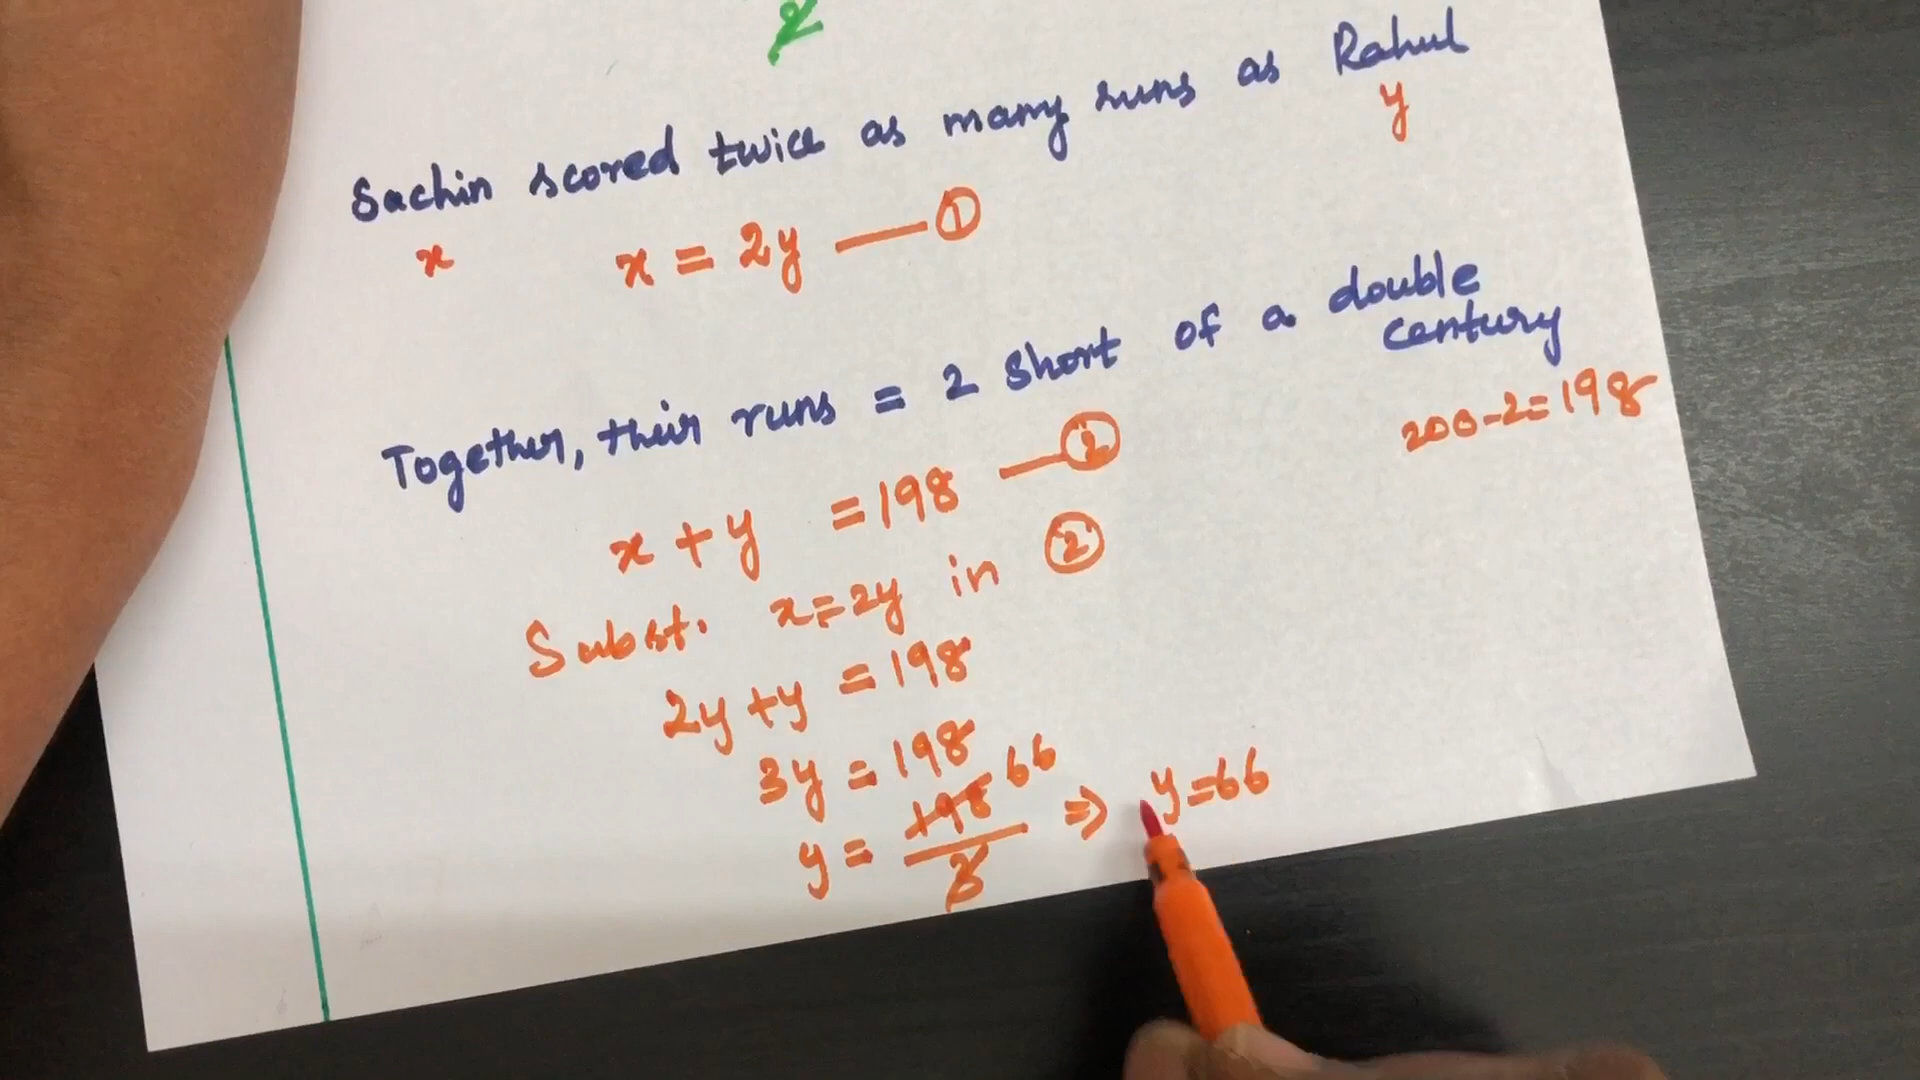 2
Sachin scored twice as many runs as Rahul
y
x
x = 2y — ①
Together, their runs = 2 short of a double century
200-2=198
x + y = 198 — ②
Subst. x=2y in ②
2y + y = 198
3y = 198
y = 198/3 66 ⇒ y=66